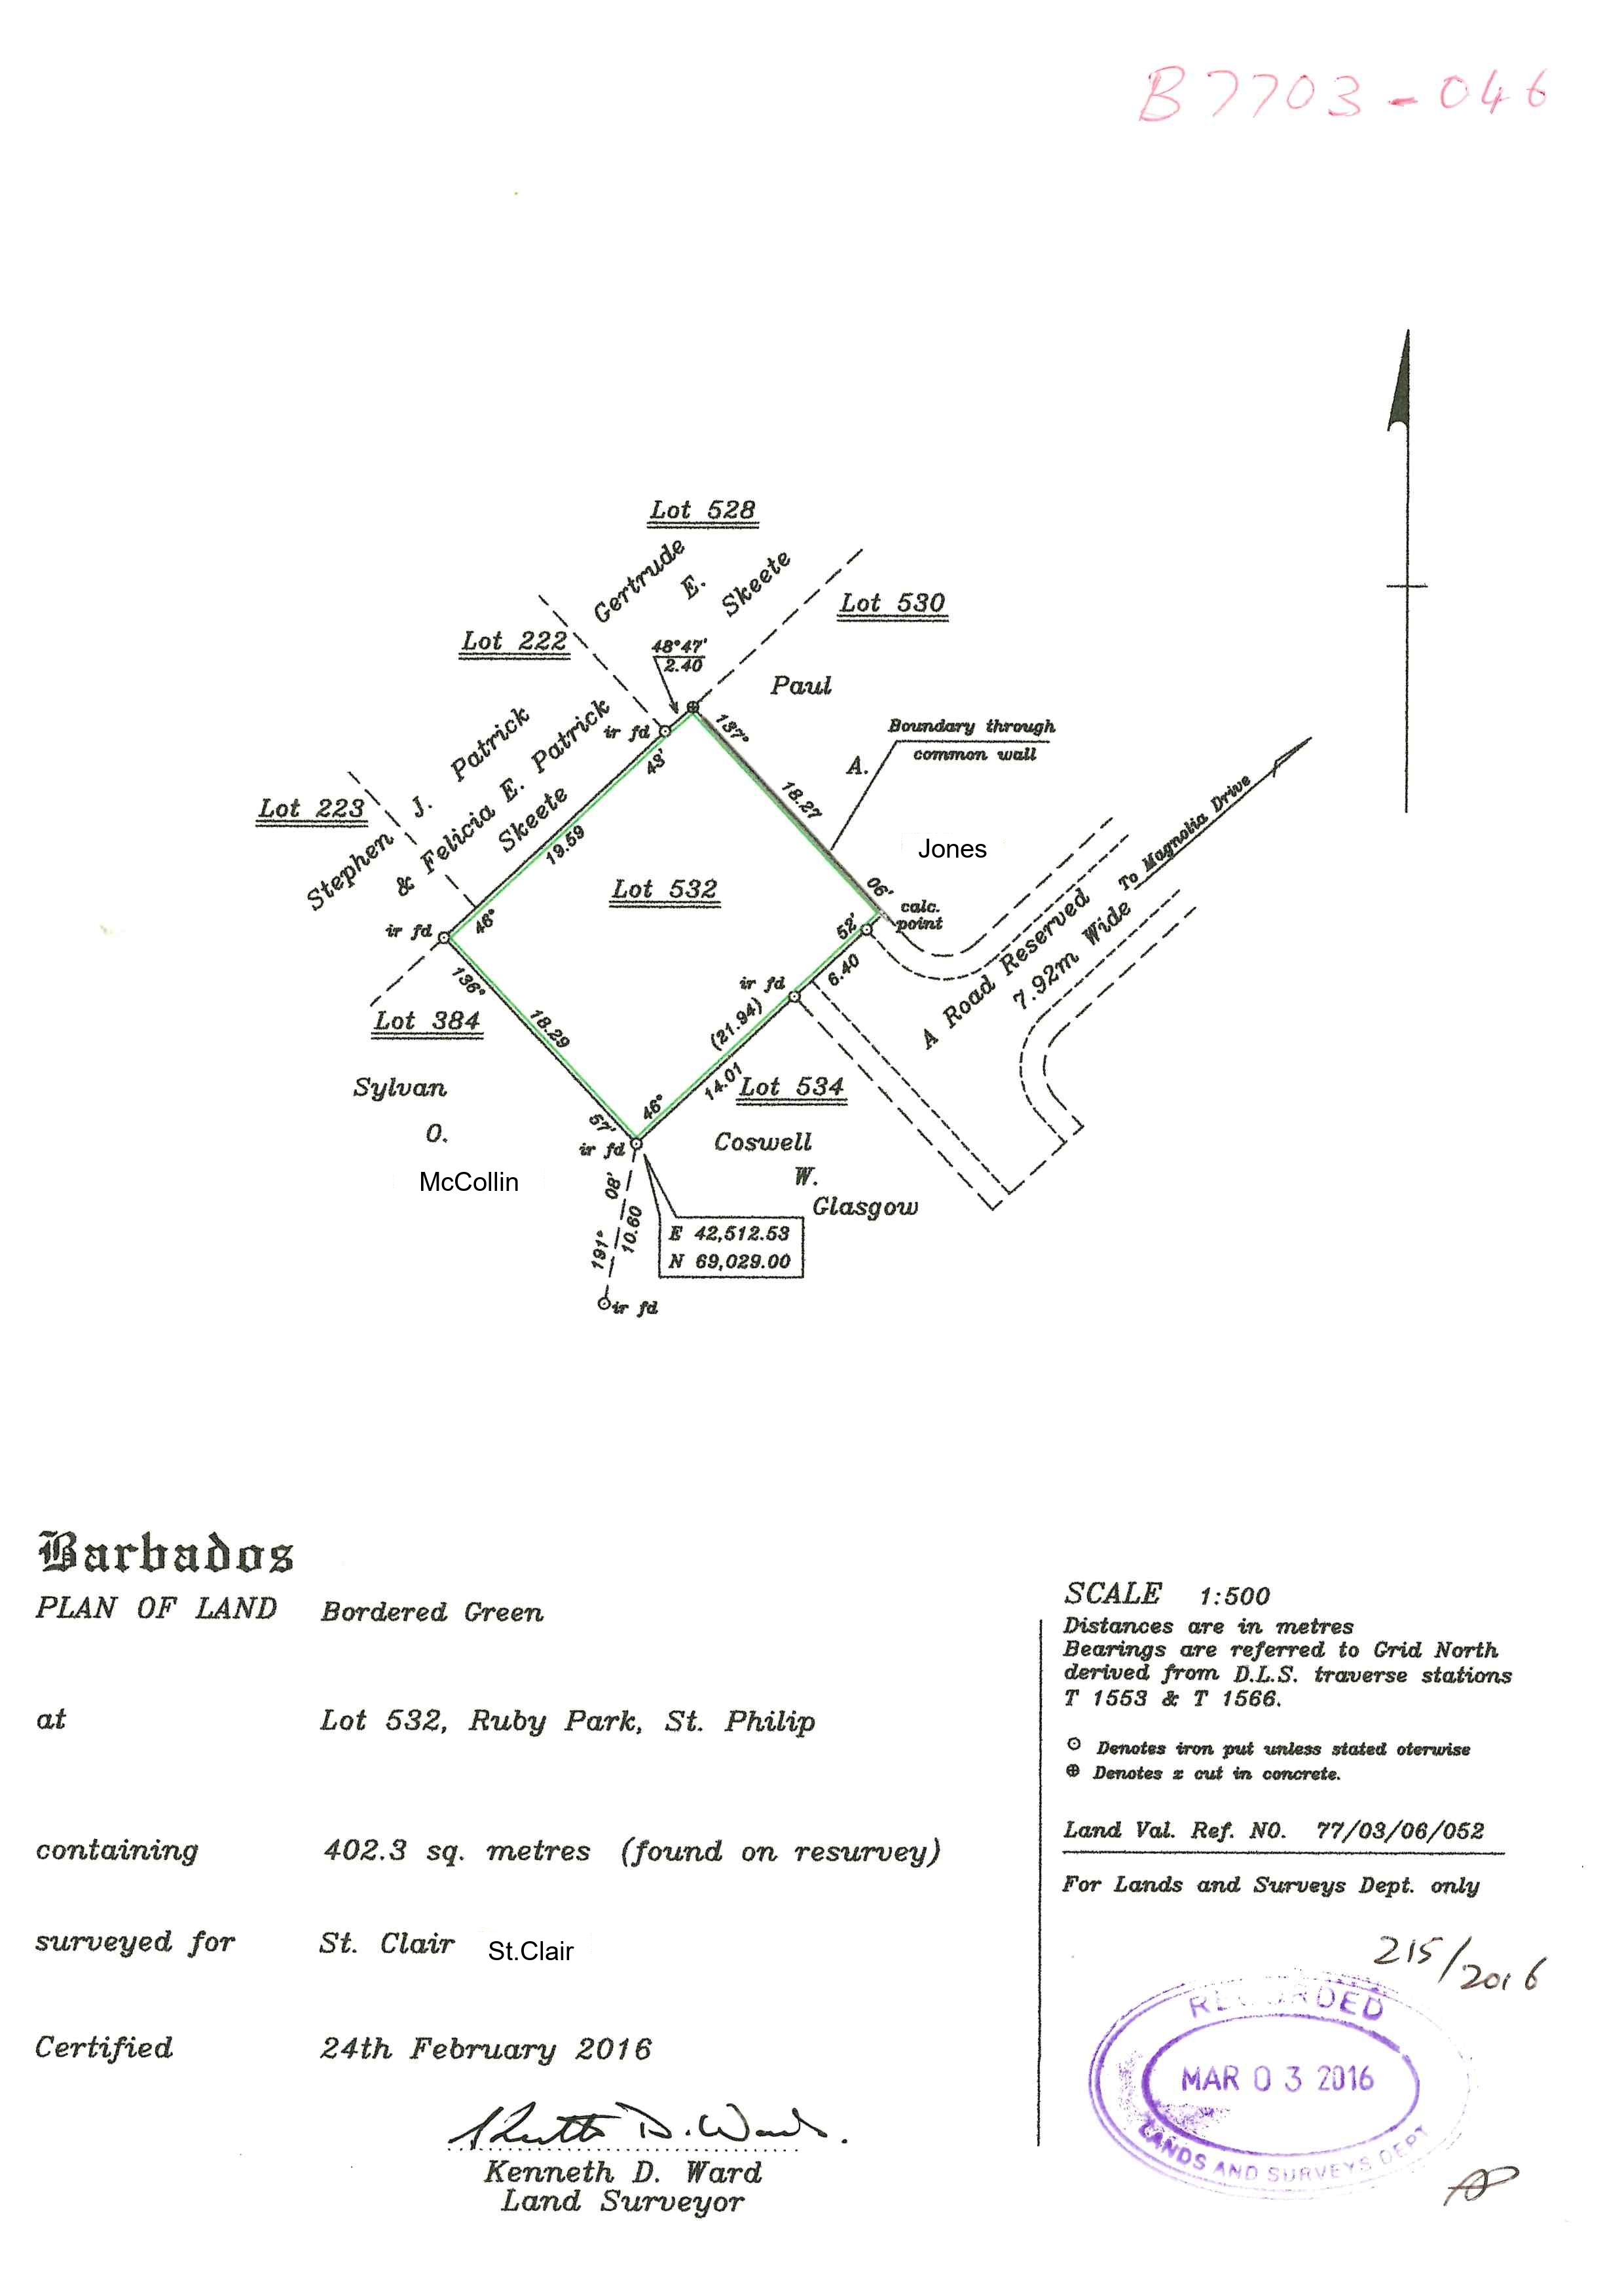 B7703-046
Lot 528
Gertrude
E.
Skeete
Lot 530
Lot 222
48°47'
2.40
Paul
Stephen J. Patrick
& Felicia E. Patrick
Skeete
ir fd
43'
137°
Boundary through
common wall
A.
18.27
Lot 223
19.59
Jones
To Magnolia Drive
Lot 532
06'
calc.
point
46°
52'
ir fd
A Road Reserved
7.92m Wide
136°
6.40
ir fd
Lot 384
18.29
(21.94)
14.01
Lot 534
Sylvan
O.
McCollin
57'
46°
ir fd
Coswell
W.
Glasgow
191° 08'
10.60
E 42,512.53
N 69,029.00
ir fd
Barbados
PLAN OF LAND Bordered Green
at Lot 532, Ruby Park, St. Philip
containing 402.3 sq. metres (found on resurvey)
surveyed for St. Clair St.Clair
Certified 24th February 2016
Kenneth D. Ward
Kenneth D. Ward
Land Surveyor
SCALE 1:500
Distances are in metres
Bearings are referred to Grid North
derived from D.L.S. traverse stations
T 1553 & T 1566.
Denotes iron put unless stated oterwise
Denotes x cut in concrete.
Land Val. Ref. NO. 77/03/06/052
For Lands and Surveys Dept. only
215/2016
RECORDED
MAR 03 2016
LANDS AND SURVEYS DEPT